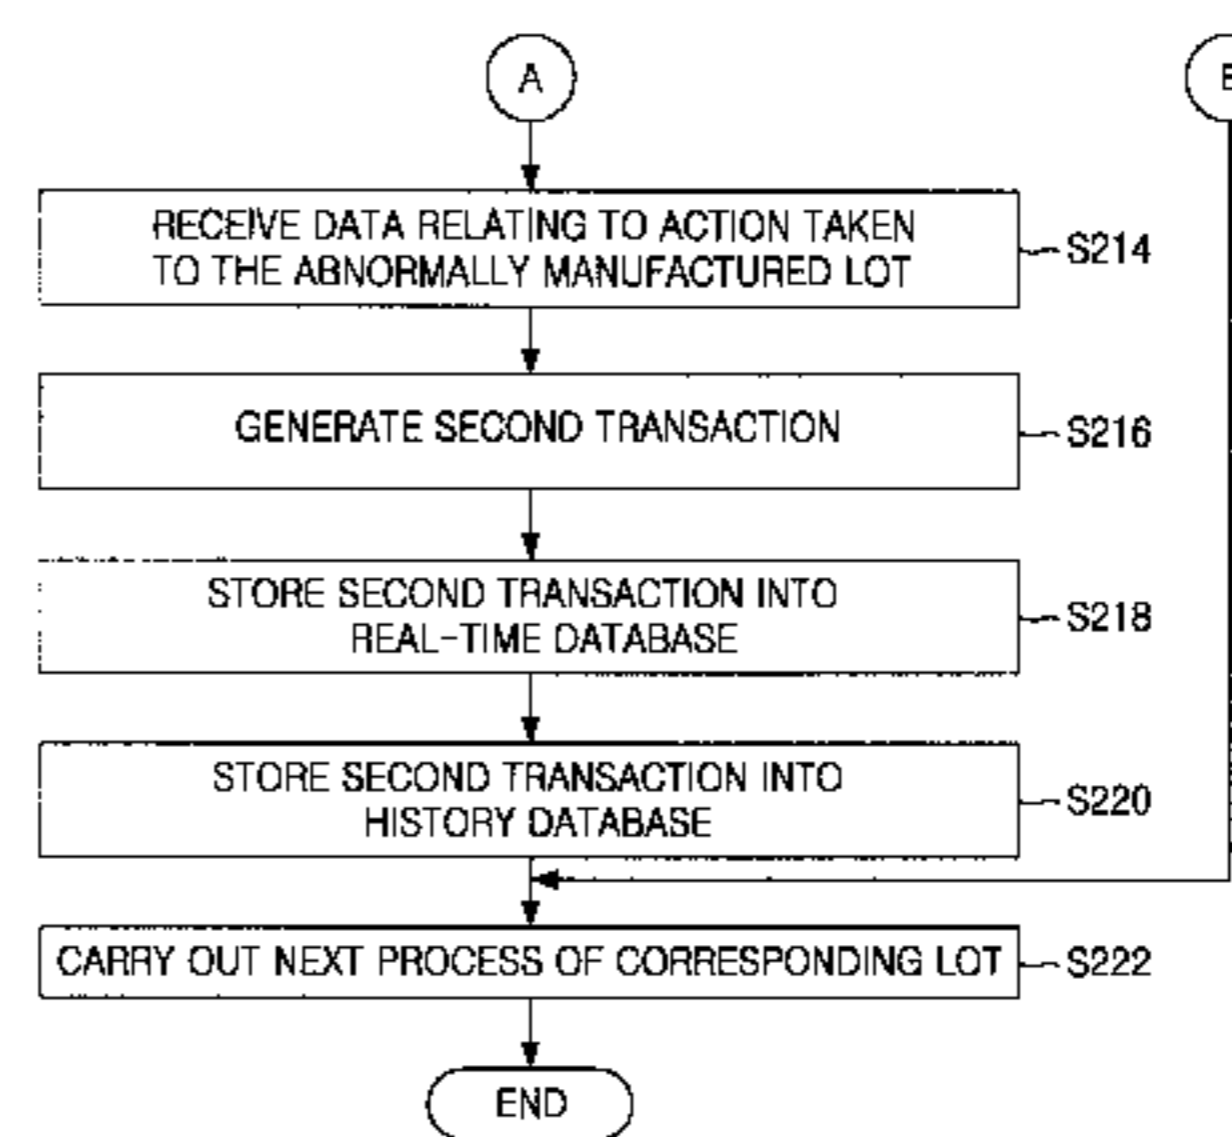 A
RECEIVE DATA RELATING TO ACTION TAKEN
TO THE ABNORMALLY MANUFACTURED LOT
S214
GENERATE SECOND TRANSACTION
S216
STORE SECOND TRANSACTION INTO
REAL-TIME DATABASE
S218
STORE SECOND TRANSACTION INTO
HISTORY DATABASE
S220
CARRY OUT NEXT PROCESS OF CORRESPONDING LOT
S222
END